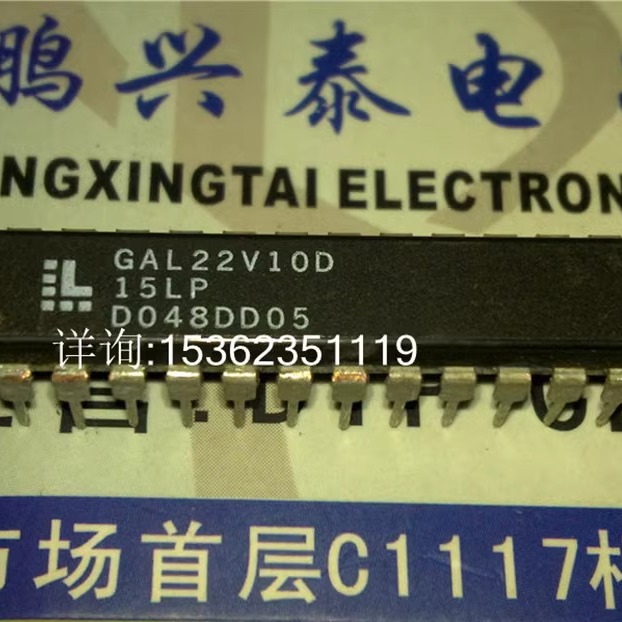 鹏兴泰电
NGXINGTAI ELECTRON
GAL22V10D
15LP
D048DD05
详询:15362351119
市场首层C1117柜